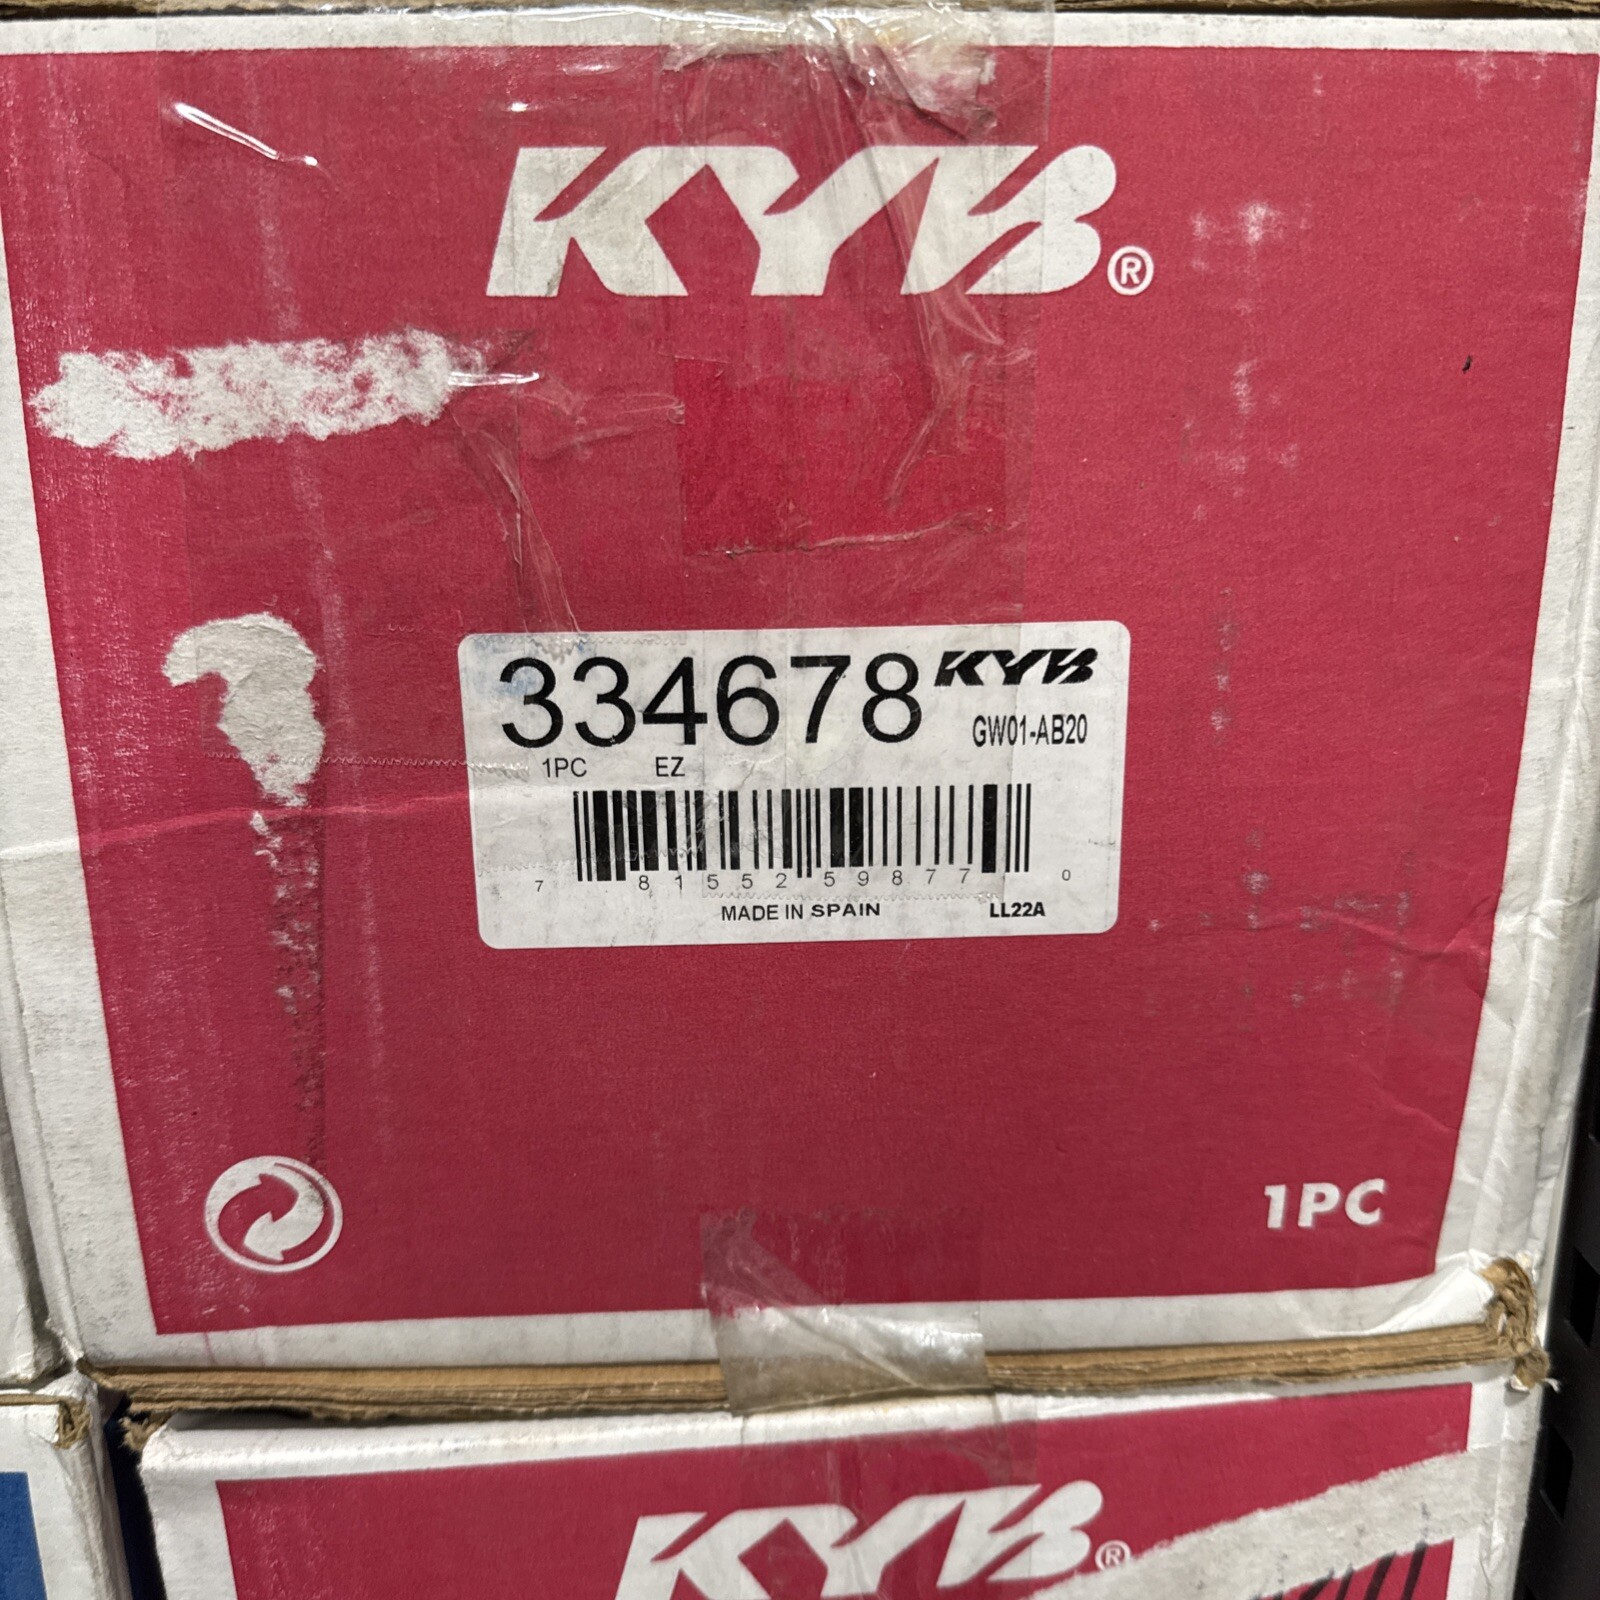 KYB®
334678 KYB
GW01-AB20
1PC EZ
7 81552 59877 0
MADE IN SPAIN LL22A
1PC
KYB®